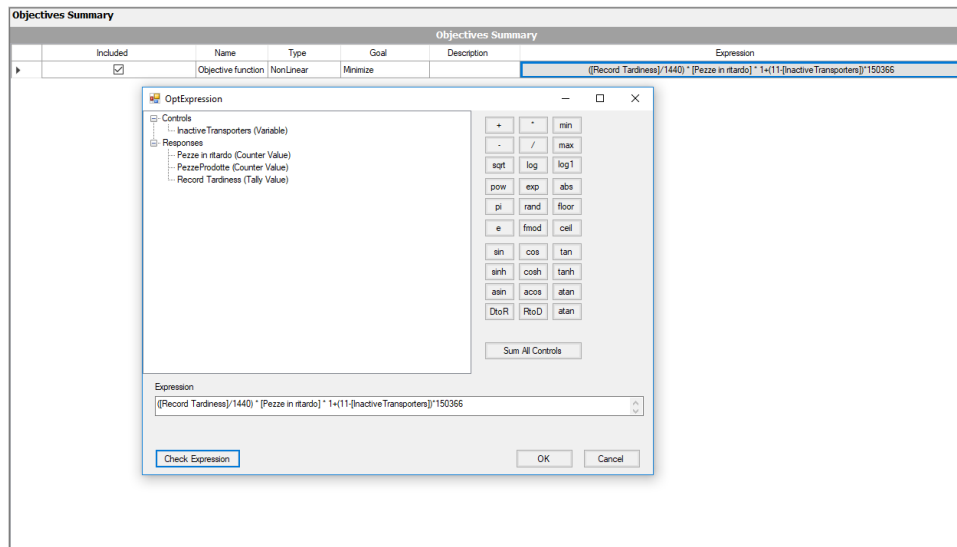 Objectives Summary
Objectives Summary
Included Name Type Goal Description Expression
Objective function NonLinear Minimize ([Record Tardiness]/1440) * [Pezze in ritardo] * 1+(11-[InactiveTransporters])*150366
OptExpression
Controls
InactiveTransporters (Variable)
Responses
Pezze in ritardo (Counter Value)
PezzeProdotte (Counter Value)
Record Tardiness (Tally Value)
+ * min
- / max
sqrt log log1
pow exp abs
pi rand floor
e fmod ceil
sin cos tan
sinh cosh tanh
asin acos atan
DtoR RtoD atan
Sum All Controls
Expression
([Record Tardiness]/1440) * [Pezze in ritardo] * 1+(11-[InactiveTransporters])*150366
Check Expression OK Cancel